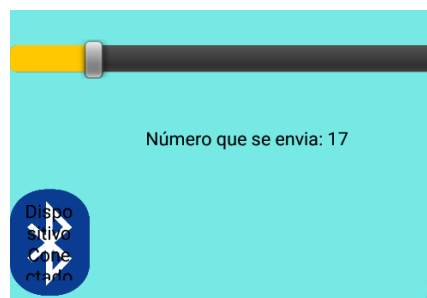 Número que se envia: 17
Dispo
sitivo
Cone
ctado